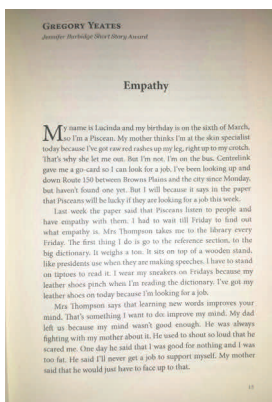 GREGORY YEATES
Jennifer Burbidge Short Story Award
Empathy
My name is Lucinda and my birthday is on the sixth of March,
so I'm a Piscean. My mother thinks I'm at the skin specialist
today because I've got raw red rashes up my leg, right up to my crotch.
That's why she let me out. But I'm not. I'm on the bus. Centrelink
gave me a go-card so I can look for a job. I've been looking up and
down Route 150 between Browns Plains and the city since Monday,
but haven't found one yet. But I will because it says in the paper
that Pisceans will be lucky if they are looking for a job this week.
Last week the paper said that Pisceans listen to people and
have empathy with them. I had to wait till Friday to find out
what empathy is. Mrs Thompson takes me to the library every
Friday. The first thing I do is go to the reference section, to the
big dictionary. It weighs a ton. It sits on top of a wooden stand,
like presidents use when they are making speeches. I have to stand
on tiptoes to read it. I wear my sneakers on Fridays because my
leather shoes pinch when I'm reading the dictionary. I've got my
leather shoes on today because I'm looking for a job.
Mrs Thompson says that learning new words improves your
mind. That's something I want to do: improve my mind. My dad
left us because my mind wasn't good enough. He was always
fighting with my mother about it. He used to shout so loud that he
scared me. One day he said that I was good for nothing and I was
too fat. He said I'll never get a job to support myself. My mother
said that he would just have to face up to that.